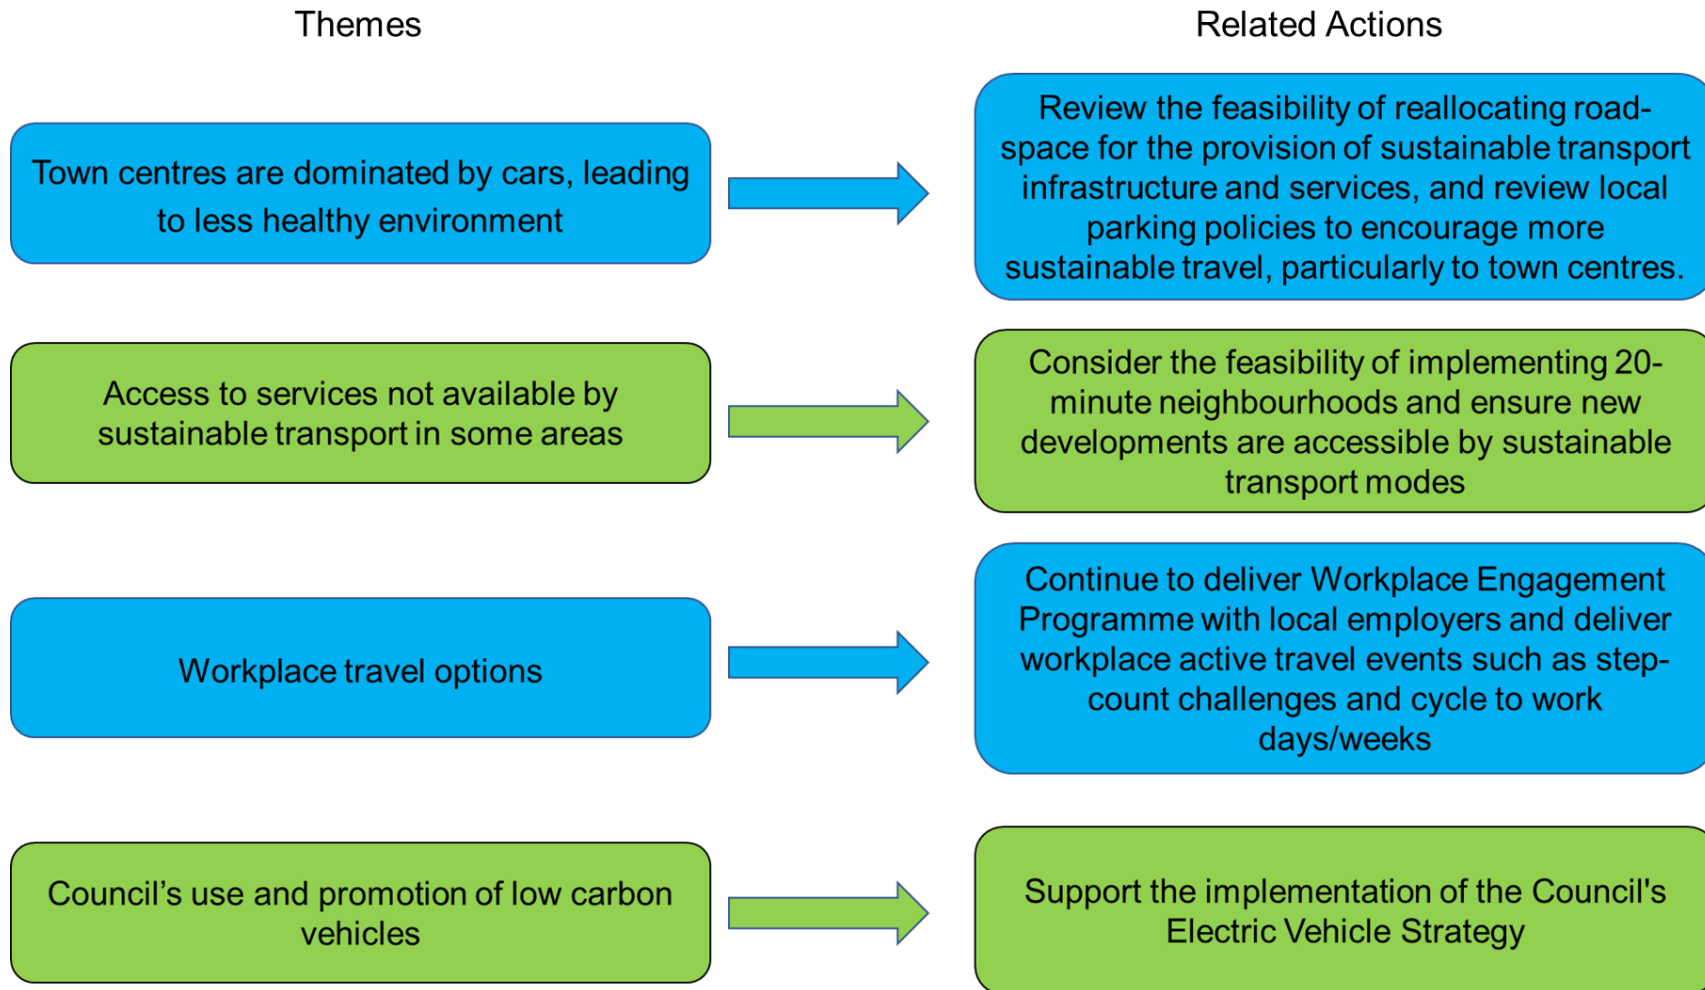 Themes
Related Actions
Town centres are dominated by cars, leading
to less healthy environment
Review the feasibility of reallocating road-
space for the provision of sustainable transport
infrastructure and services, and review local
parking policies to encourage more
sustainable travel, particularly to town centres.
Access to services not available by
sustainable transport in some areas
Consider the feasibility of implementing 20-
minute neighbourhoods and ensure new
developments are accessible by sustainable
transport modes
Workplace travel options
Continue to deliver Workplace Engagement
Programme with local employers and deliver
workplace active travel events such as step-
count challenges and cycle to work
days/weeks
Council’s use and promotion of low carbon
vehicles
Support the implementation of the Council's
Electric Vehicle Strategy